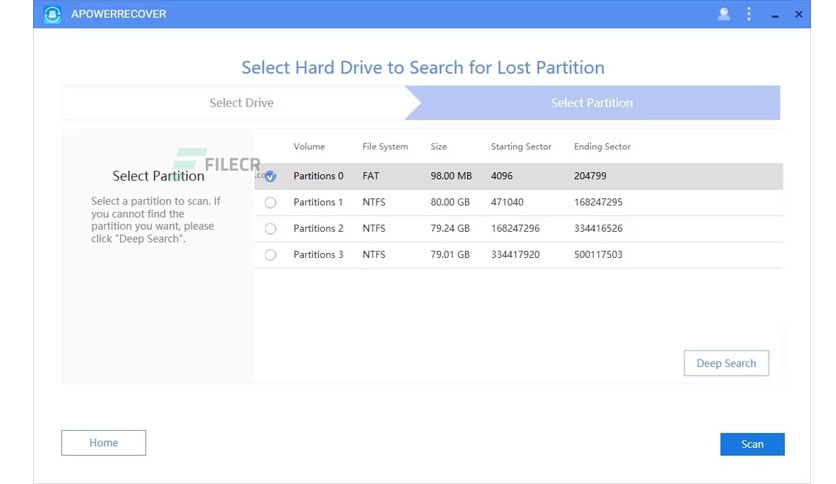 APOWERRECOVER
Select Hard Drive to Search for Lost Partition
Select Drive
Select Partition
FILECR
.com
Select Partition
Select a partition to scan. If
you cannot find the
partition you want, please
click "Deep Search".
Volume File System Size Starting Sector Ending Sector
Partitions 0 FAT 98.00 MB 4096 204799
Partitions 1 NTFS 80.00 GB 471040 168247295
Partitions 2 NTFS 79.24 GB 168247296 334416526
Partitions 3 NTFS 79.01 GB 334417920 500117503
Deep Search
Home
Scan